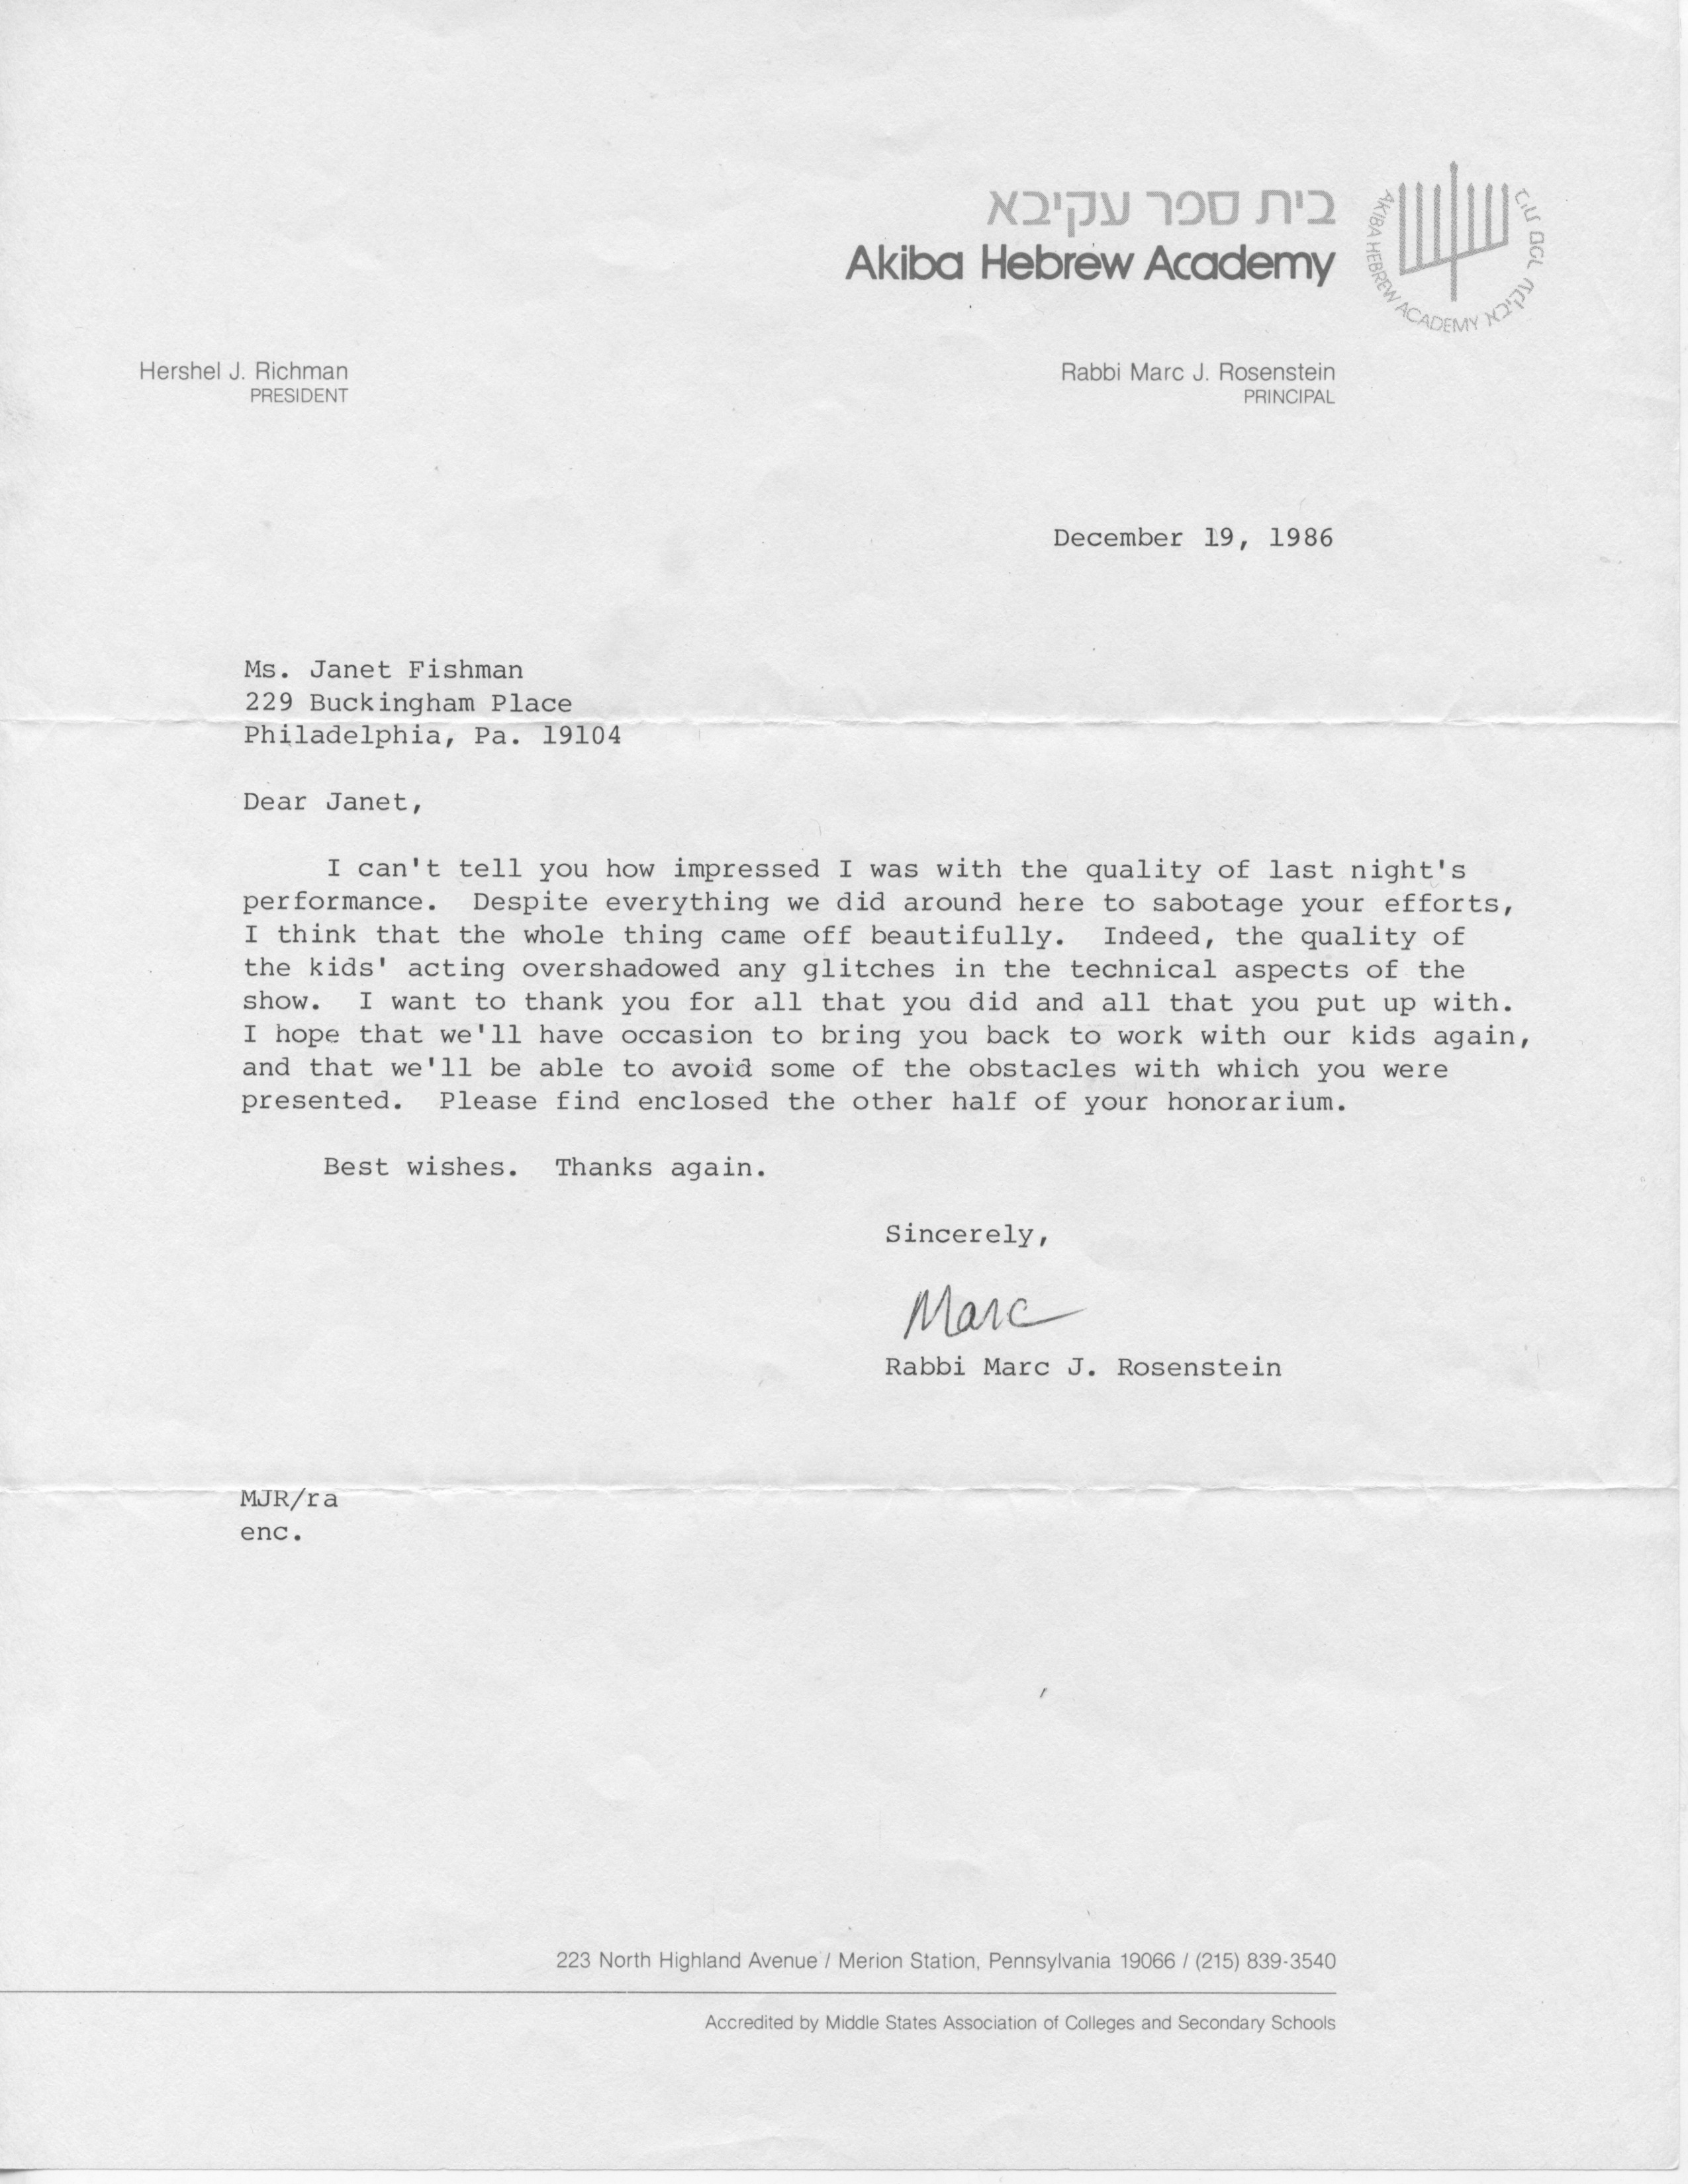 בית ספר עקיבא
Akiba Hebrew Academy
AKIBA HEBREW ACADEMY בית ספר עקיבא
Hershel J. Richman
PRESIDENT
Rabbi Marc J. Rosenstein
PRINCIPAL
December 19, 1986
Ms. Janet Fishman
229 Buckingham Place
Philadelphia, Pa. 19104
Dear Janet,
I can't tell you how impressed I was with the quality of last night's
performance. Despite everything we did around here to sabotage your efforts,
I think that the whole thing came off beautifully. Indeed, the quality of
the kids' acting overshadowed any glitches in the technical aspects of the
show. I want to thank you for all that you did and all that you put up with.
I hope that we'll have occasion to bring you back to work with our kids again,
and that we'll be able to avoid some of the obstacles with which you were
presented. Please find enclosed the other half of your honorarium.
Best wishes. Thanks again.
Sincerely,
Marc
Rabbi Marc J. Rosenstein
MJR/ra
enc.
223 North Highland Avenue / Merion Station, Pennsylvania 19066 / (215) 839-3540
Accredited by Middle States Association of Colleges and Secondary Schools